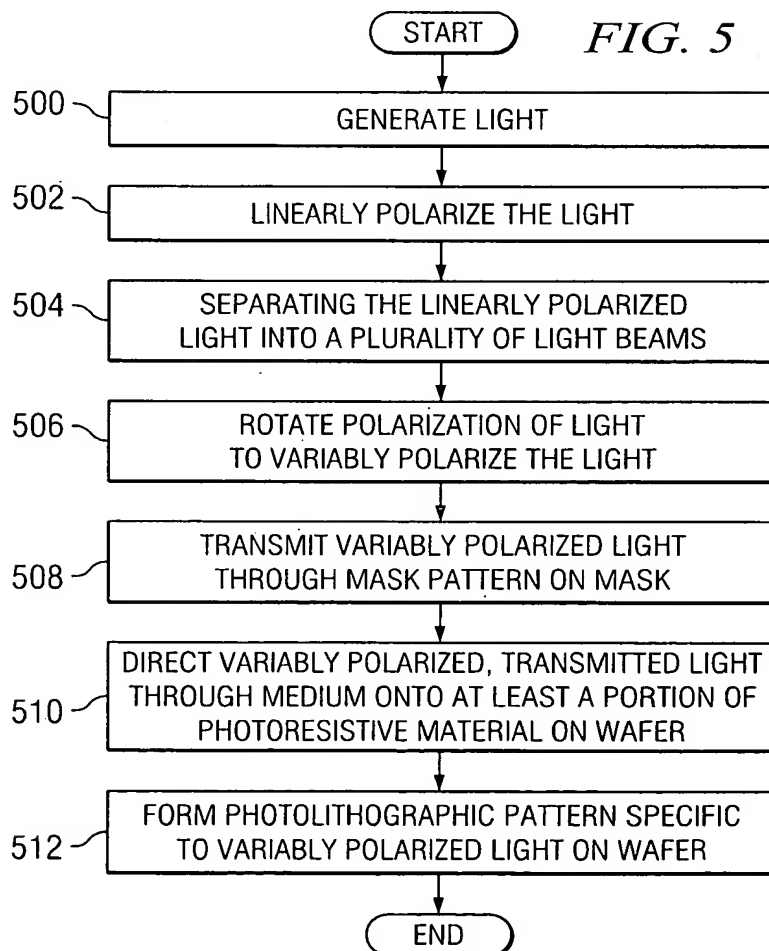 START
FIG. 5
500
GENERATE LIGHT
502
LINEARLY POLARIZE THE LIGHT
504
SEPARATING THE LINEARLY POLARIZED
LIGHT INTO A PLURALITY OF LIGHT BEAMS
506
ROTATE POLARIZATION OF LIGHT
TO VARIABLY POLARIZE THE LIGHT
508
TRANSMIT VARIABLY POLARIZED LIGHT
THROUGH MASK PATTERN ON MASK
510
DIRECT VARIABLY POLARIZED, TRANSMITTED LIGHT
THROUGH MEDIUM ONTO AT LEAST A PORTION OF
PHOTORESISTIVE MATERIAL ON WAFER
512
FORM PHOTOLITHOGRAPHIC PATTERN SPECIFIC
TO VARIABLY POLARIZED LIGHT ON WAFER
END